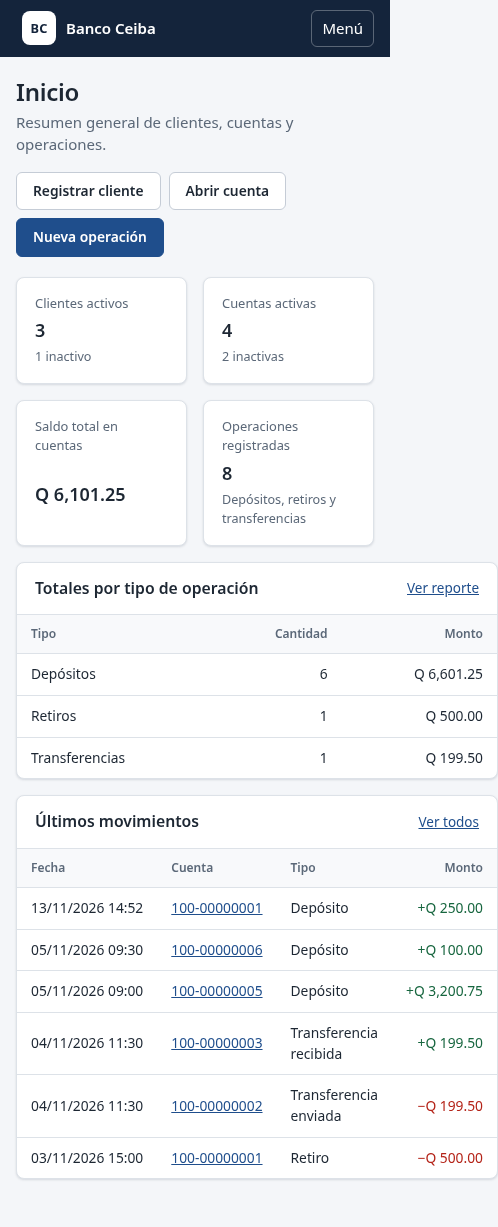 BC Banco Ceiba Menú
Inicio
Resumen general de clientes, cuentas y
operaciones.
Registrar cliente Abrir cuenta
Nueva operación
Clientes activos
3
1 inactivo
Cuentas activas
4
2 inactivas
Saldo total en
cuentas
Q 6,101.25
Operaciones
registradas
8
Depósitos, retiros y
transferencias
Totales por tipo de operación Ver reporte
Tipo Cantidad Monto
Depósitos 6 Q 6,601.25
Retiros 1 Q 500.00
Transferencias 1 Q 199.50
Últimos movimientos Ver todos
Fecha Cuenta Tipo Monto
13/11/2026 14:52 100-00000001 Depósito +Q 250.00
05/11/2026 09:30 100-00000006 Depósito +Q 100.00
05/11/2026 09:00 100-00000005 Depósito +Q 3,200.75
04/11/2026 11:30 100-00000003 Transferencia recibida +Q 199.50
04/11/2026 11:30 100-00000002 Transferencia enviada −Q 199.50
03/11/2026 15:00 100-00000001 Retiro −Q 500.00